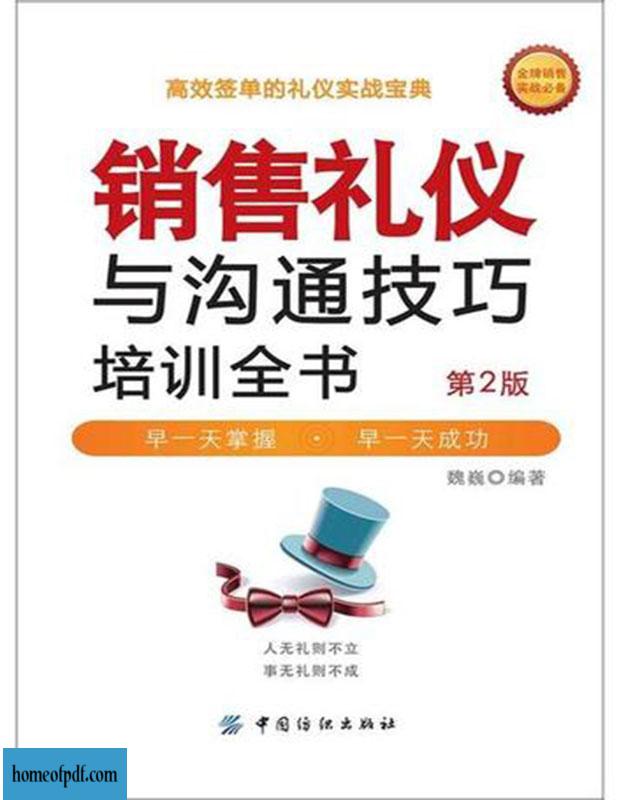 高效签单的礼仪实战宝典
金牌销售
实战必备
销售礼仪
与沟通技巧
培训全书
第2版
早一天掌握 早一天成功
魏巍 编著
人无礼则不立
事无礼则不成
中国纺织出版社
homeofpdf.com